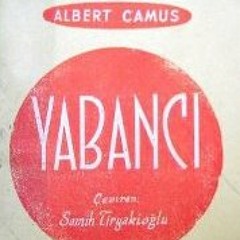 ALBERT CAMUS
YABANCI
Çeviren:
Samih Tiryakioğlu